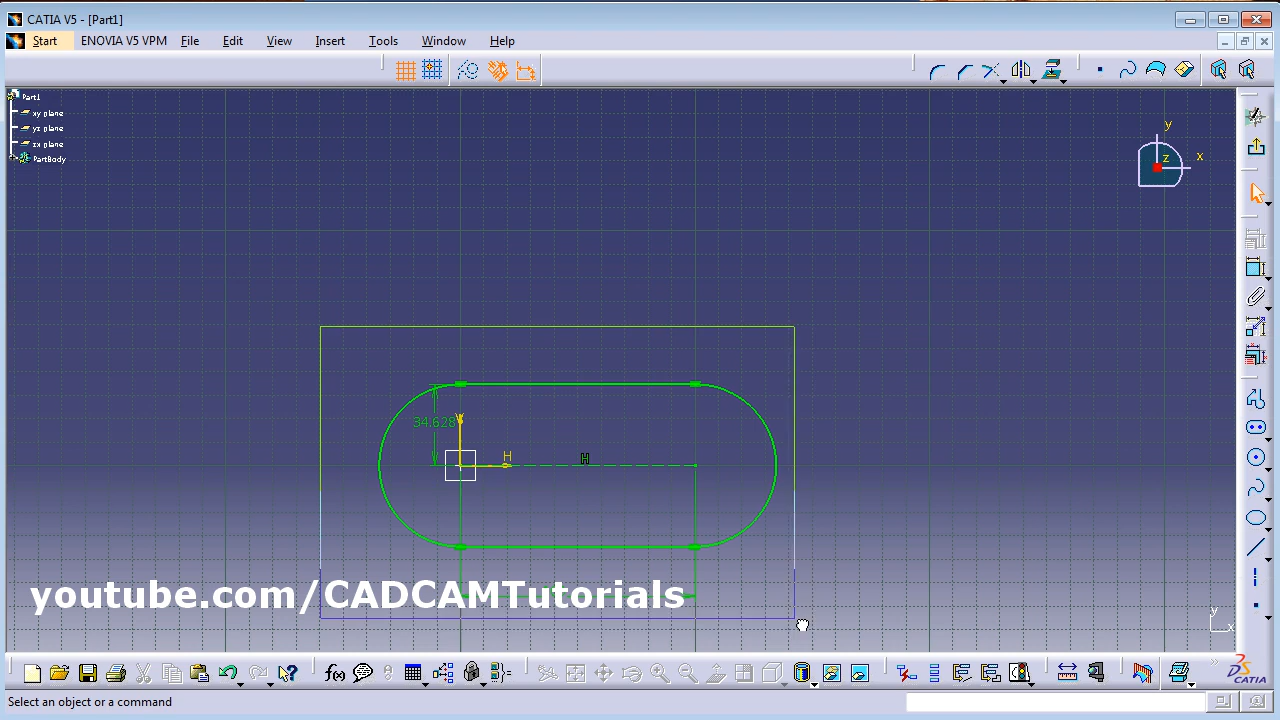 CATIA V5 - [Part1]
Start ENOVIA V5 VPM File Edit View Insert Tools Window Help
Part1
xy plane
yz plane
zx plane
PartBody
y
z x
34.628
V
H
H
youtube.com/CADCAMTutorials
y
x
f(x)
CATIA
Select an object or a command